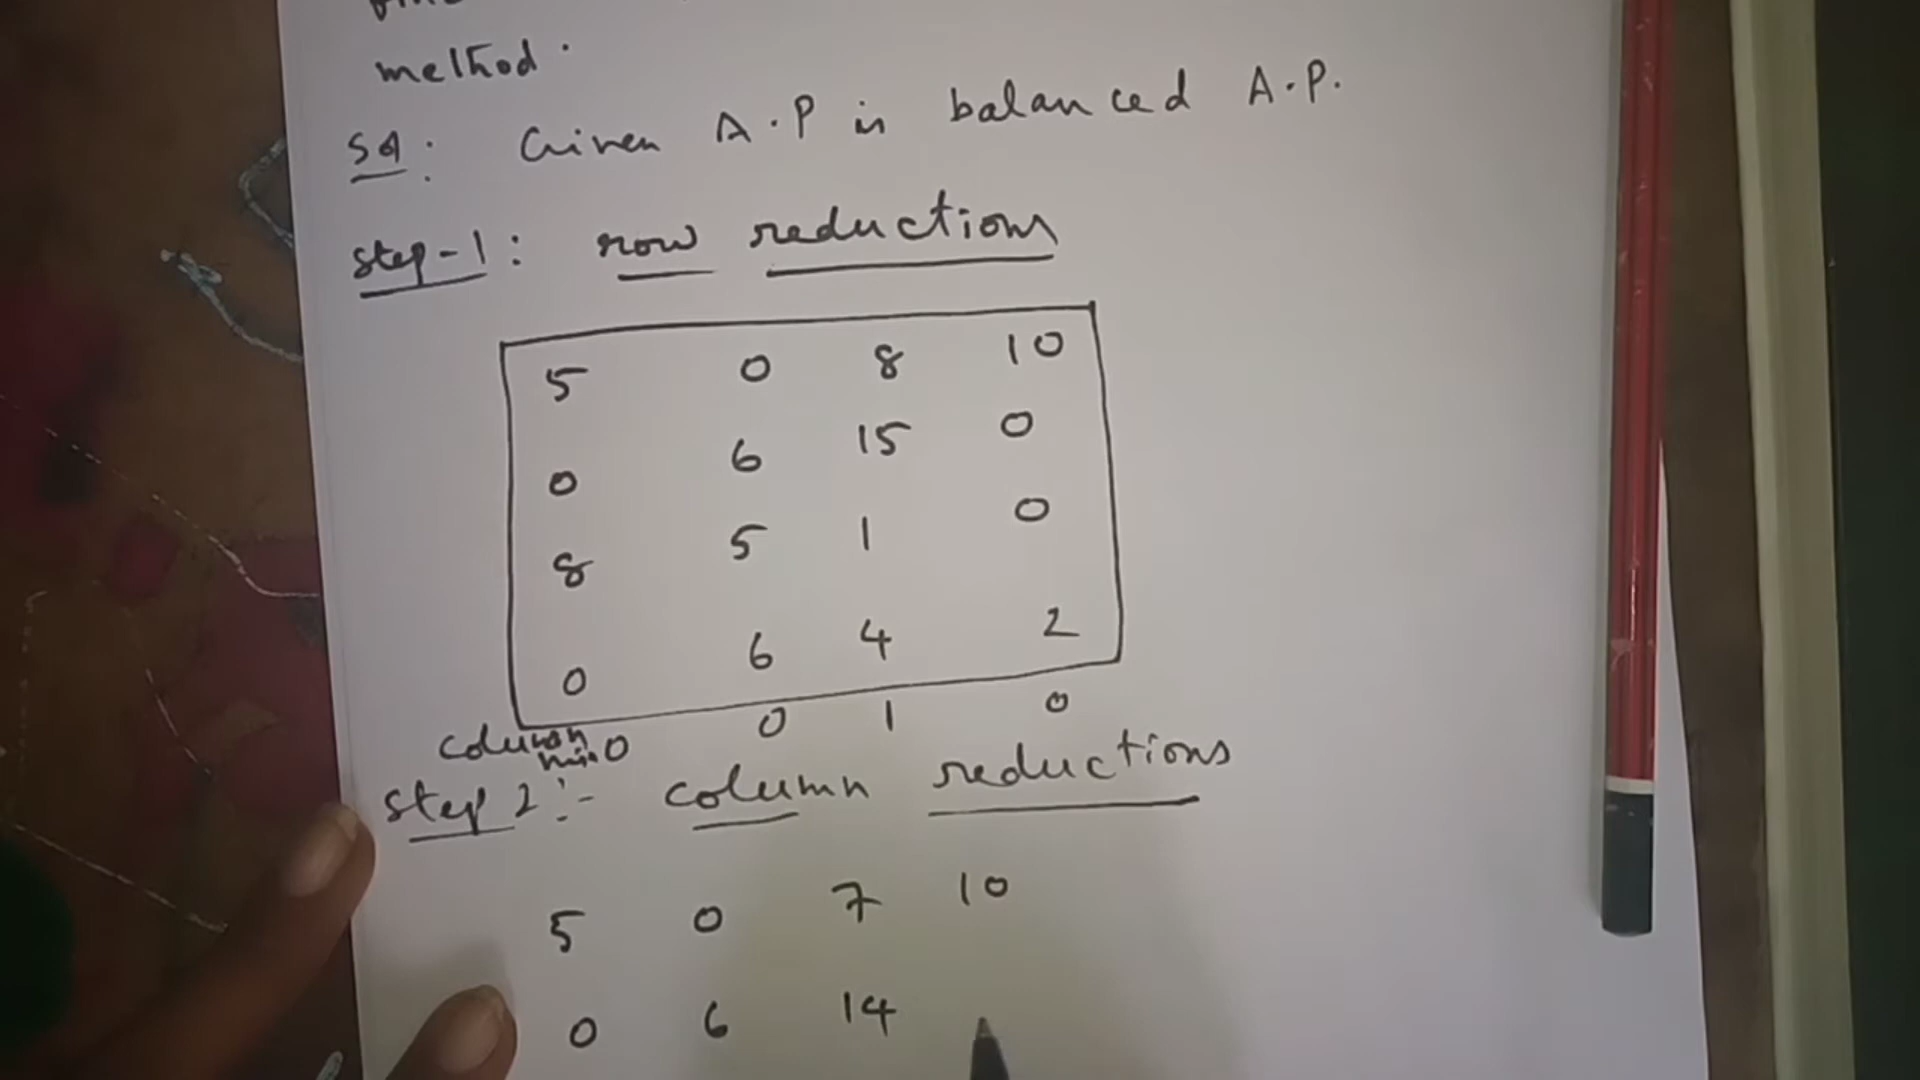 method.
Sol: Given A.P is balanced A.P.
step-1: row reductions
5 0 8 10
0 6 15 0
8 5 1 0
0 6 4 2
column min 0 0 1 0
step 2:- column reductions
5 0 7 10
0 6 14